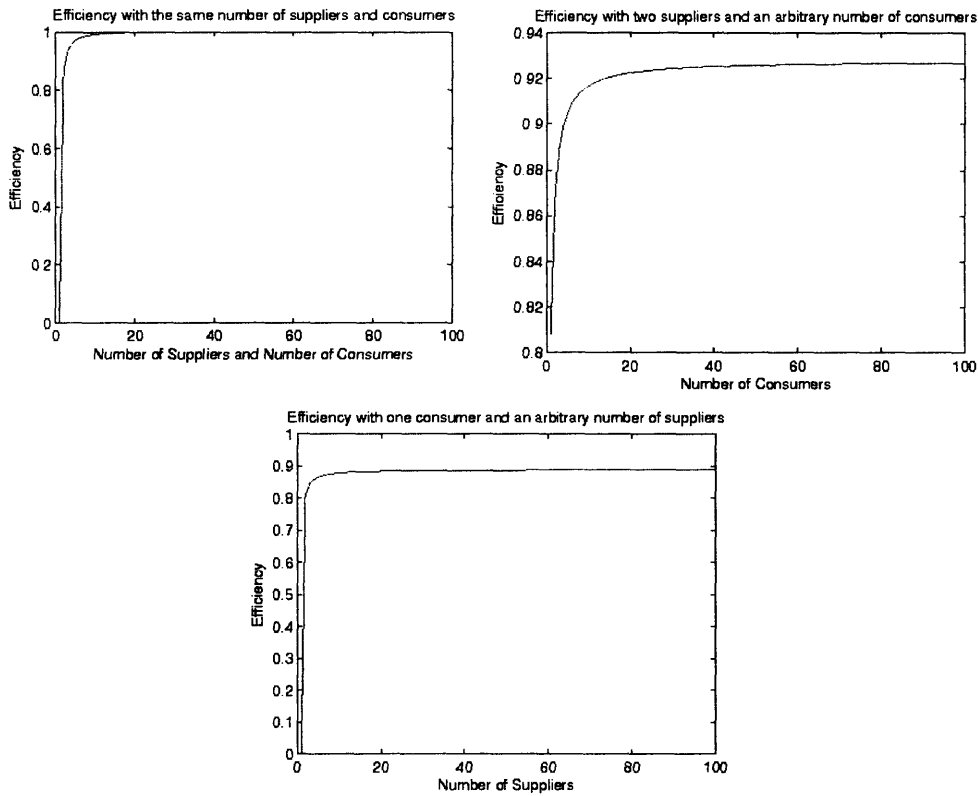 Efficiency with the same number of suppliers and consumers
1
0.8
0.6
0.4
0.2
0
Efficiency
0 20 40 60 80 100
Number of Suppliers and Number of Consumers
Efficiency with two suppliers and an arbitrary number of consumers
0.94
0.92
0.9
0.88
0.86
0.84
0.82
0.8
Efficiency
0 20 40 60 80 100
Number of Consumers
Efficiency with one consumer and an arbitrary number of suppliers
1
0.9
0.8
0.7
0.6
0.5
0.4
0.3
0.2
0.1
0
Efficiency
0 20 40 60 80 100
Number of Suppliers